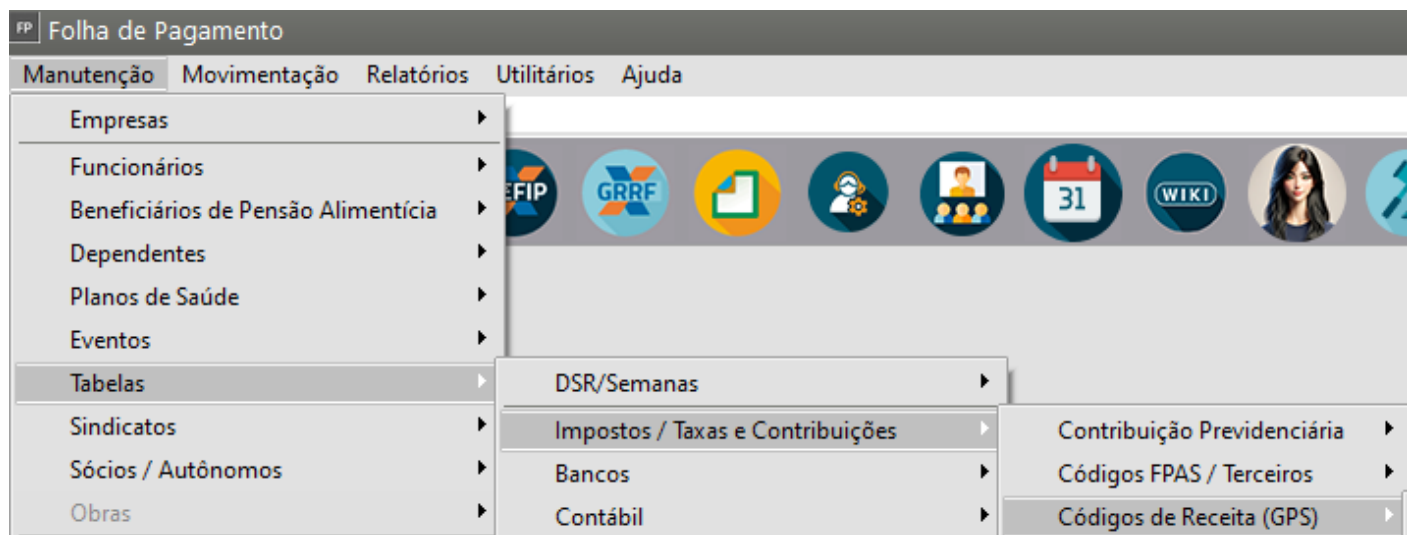 FP Folha de Pagamento
Manutenção Movimentação Relatórios Utilitários Ajuda
Empresas
Funcionários
Beneficiários de Pensão Alimentícia
Dependentes
Planos de Saúde
Eventos
Tabelas
Sindicatos
Sócios / Autônomos
Obras
EFIP
GRRF
31
WIKI
DSR/Semanas
Impostos / Taxas e Contribuições
Bancos
Contábil
Contribuição Previdenciária
Códigos FPAS / Terceiros
Códigos de Receita (GPS)